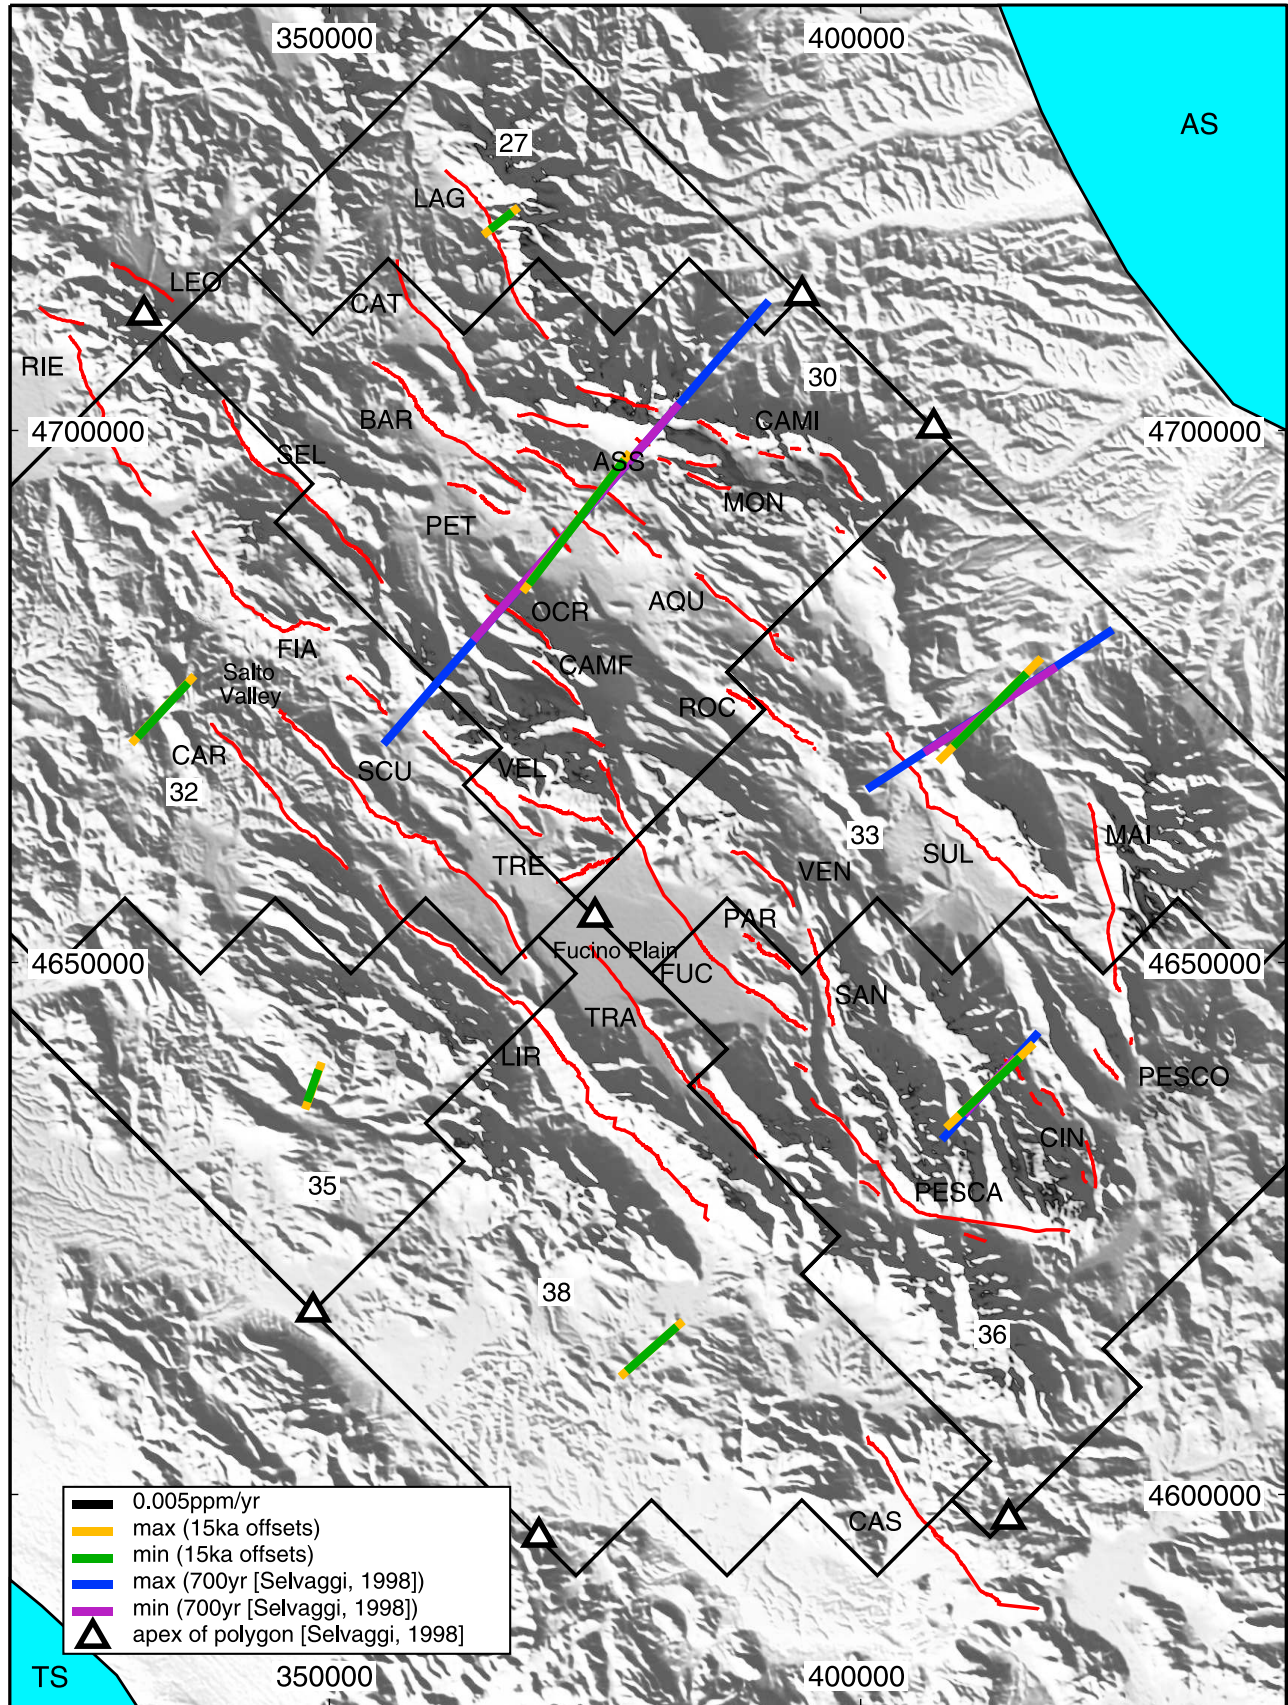 350000
400000
AS
27
LAG
LEO
CAT
RIE
30
BAR
CAMI
4700000
4700000
SEL
ASS
MON
PET
OCR
AQU
FIA
CAMF
Salto
Valley
ROC
CAR
SCU
VEL
32
33
MAI
TRE
VEN
SUL
PAR
Fucino Plain
4650000
4650000
FUC
SAN
TRA
LIR
PESCO
CIN
35
PESCA
38
36
4600000
CAS
0.005ppm/yr
max (15ka offsets)
min (15ka offsets)
max (700yr [Selvaggi, 1998])
min (700yr [Selvaggi, 1998])
apex of polygon [Selvaggi, 1998]
TS
350000
400000